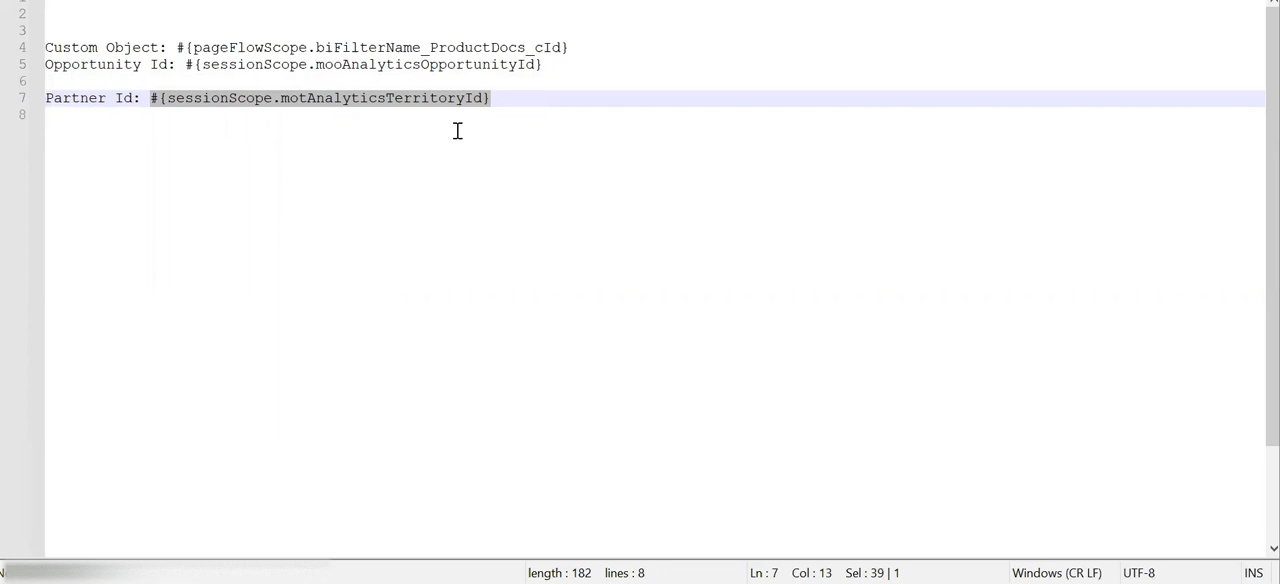 2
3
4 Custom Object: #{pageFlowScope.biFilterName_ProductDocs_cId}
5 Opportunity Id: #{sessionScope.mooAnalyticsOpportunityId}
6
7 Partner Id: #{sessionScope.motAnalyticsTerritoryId}
8
length : 182 lines : 8 Ln : 7 Col : 13 Sel : 39 | 1 Windows (CR LF) UTF-8 INS